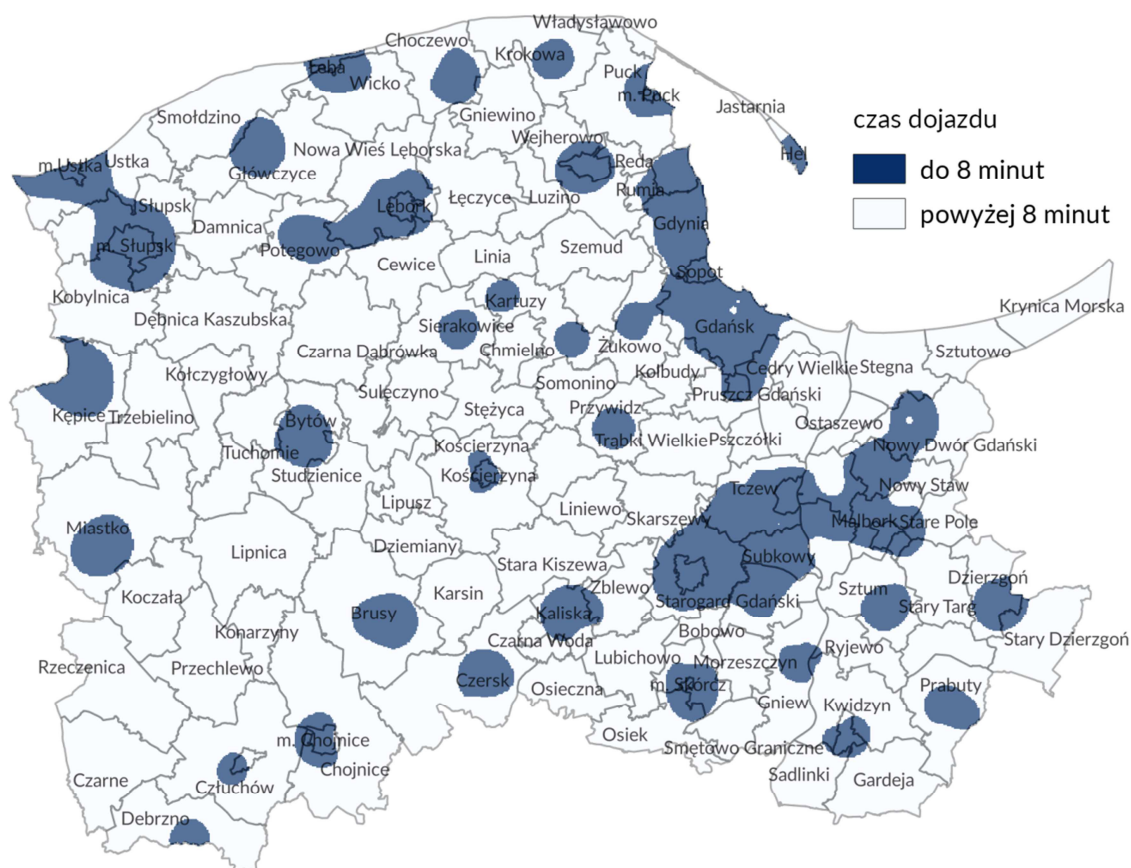 Władysławowo
Choczewo
Krokowa
Łeba
Wicko
Puck
m. Puck
Jastarnia
Smołdzino
Gniewino
Wejherowo
czas dojazdu
do 8 minut
powyżej 8 minut
Hel
m.Ustka
Ustka
Nowa Wieś Lęborska
Główczyce
Reda
Rumia
Słupsk
Lębork
Łęczyce
Luzino
Damnica
Gdynia
m. Słupsk
Potęgowo
Szemud
Linia
Cewice
Sopot
Kobylnica
Kartuzy
Krynica Morska
Dębnica Kaszubska
Sierakowice
Gdańsk
Czarna Dąbrówka
Chmielno
Żukowo
Sztutowo
Kołczygłowy
Kolbudy
Cedry Wielkie
Stegna
Somonino
Sulęczyno
Pruszcz Gdański
Kępice
Trzebielino
Stężyca
Przywidz
Bytów
Ostaszewo
Trąbki Wielkie
Pszczółki
Kościerzyna
Nowy Dwór Gdański
Tuchomie
Studzienice
Kościerzyna
Nowy Staw
Tczew
Lipusz
Liniewo
Skarszewy
Miastko
Malbork
Stare Pole
Dziemiany
Lipnica
Subkowy
Stara Kiszewa
Dzierzgoń
Koczała
Karsin
Zblewo
Sztum
Starogard Gdański
Stary Targ
Brusy
Kaliska
Konarzyny
Bobowo
Czarna Woda
Stary Dzierzgoń
Ryjewo
Rzeczenica
Przechlewo
Lubichowo
Morzeszczyn
Czersk
m. Skórcz
Osieczna
Prabuty
Gniew
Kwidzyn
Osiek
m. Chojnice
Smętowo Graniczne
Chojnice
Sadlinki
Gardeja
Czarne
Człuchów
Debrzno